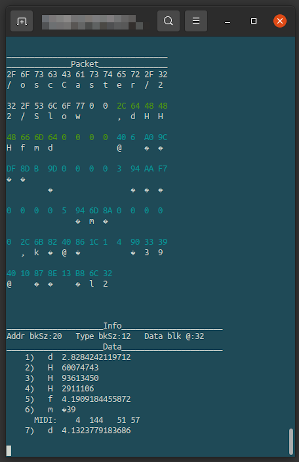 Packet
2F 6F 73 63 43 61 73 74 65 72 2F 32
/ o s c C a s t e r / 2
32 2F 53 6C 6F 77 0 0 2C 64 48 48
2 / S l o w , d H H
48 66 6D 64 0 0 0 0 40 6 A0 9C
H f m d @ � �
DF 8D 8 9D 0 0 0 0 3 94 AA F7
� �
� � � �
0 0 0 0 5 94 6D 8A 0 0 0 0
� m �
0 2C 6B 82 40 86 1C 1 4 90 33 39
, k � @ � � 3 9
40 10 87 8E 13 B8 6C 32
@ � � � l 2
Info
Addr bkSz:20 Type bkSz:12 Data blk @:32
Data
1) d 2.8284242119712
2) H 60074743
3) H 93613450
4) H 2911106
5) f 4.1909184455872
6) m �39
MIDI: 4 144 51 57
7) d 4.1323779183686